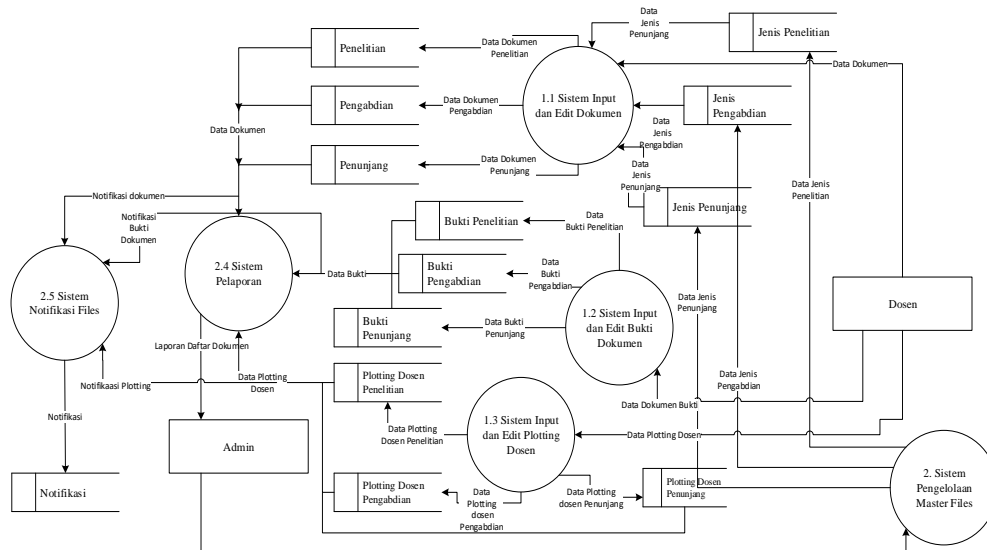 Data
Jenis
Penunjang
Jenis Penelitian
Penelitian
Data Dokumen
Penelitian
Data Dokumen
1.1 Sistem Input
dan Edit Dokumen
Pengabdian
Data Dokumen
Pengabdian
Jenis
Pengabdian
Data Dokumen
Data
Jenis
Pengabdian
Penunjang
Data Dokumen
Penunjang
Data
Jenis
Penunjang
Data Jenis
Penelitian
Notifikasi dokumen
Notifikasi
Bukti
Dokumen
Bukti Penelitian
Data
Bukti Penelitian
Jenis Penunjang
2.4 Sistem
Pelaporan
Data Bukti
Bukti
Pengabdian
Data
Bukti
Pengabdian
2.5 Sistem
Notifikasi Files
1.2 Sistem Input
dan Edit Bukti
Dokumen
Data Jenis
Penunjang
Dosen
Bukti
Penunjang
Data Bukti
Penunjang
Laporan Daftar Dokumen
Data Jenis
Pengabdian
Notifikaasi Plotting
Data Plotting
Dosen
Plotting Dosen
Penelitian
Data Dokumen Bukti
Notifikasi
Admin
Data Plotting
Dosen Penelitian
1.3 Sistem Input
dan Edit Plotting
Dosen
Data Plotting Dosen
Notifikasi
Plotting Dosen
Pengabdian
Data
Plotting
dosen
Pengabdian
Data Plotting
dosen Penunjang
Plotting Dosen
Penunjang
2. Sistem
Pengelolaan
Master Files